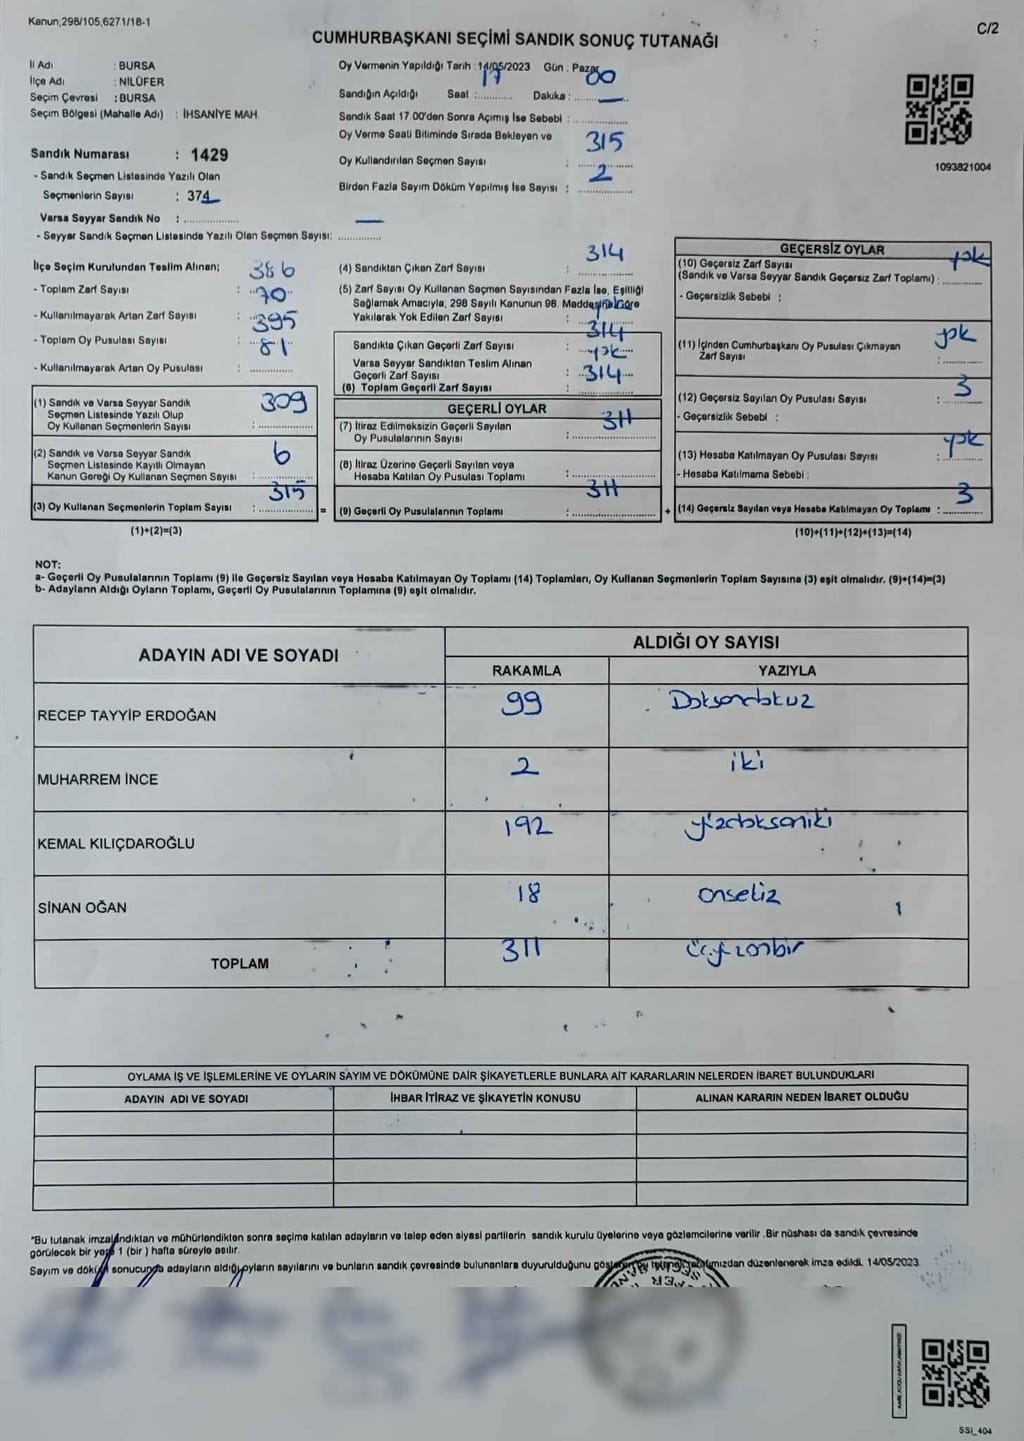 Kanun,298/105,6271/18-1
C/2
CUMHURBAŞKANI SEÇİMİ SANDIK SONUÇ TUTANAĞI
İl Adı : BURSA
İlçe Adı : NİLÜFER
Seçim Çevresi : BURSA
Seçim Bölgesi (Mahalle Adı) : İHSANİYE MAH.
Sandık Numarası : 1429
- Sandık Seçmen Listesinde Yazılı Olan
Seçmenlerin Sayısı : 374
Varsa Seyyar Sandık No : —
- Seyyar Sandık Seçmen Listesinde Yazılı Olan Seçmen Sayısı:
Oy Vermenin Yapıldığı Tarih : 14/05/2023 Gün : Pazar
Sandığın Açıldığı Saat : 17 Dakika : 00
Sandık Saat 17.00'den Sonra Açımış İse Sebebi : —
Oy Verme Saati Bitiminde Sırada Bekleyen ve
Oy Kullandırılan Seçmen Sayısı : 315
Birden Fazla Sayım Döküm Yapılmış İse Sayısı : 2
1093821004
İlçe Seçim Kurulundan Teslim Alınan;
- Toplam Zarf Sayısı : 386
- Kullanılmayarak Artan Zarf Sayısı : 70
- Toplam Oy Pusulası Sayısı : 395
- Kullanılmayarak Artan Oy Pusulası : 81
(1) Sandık ve Varsa Seyyar Sandık
Seçmen Listesinde Yazılı Olup
Oy Kullanan Seçmenlerin Sayısı : 309
(2) Sandık ve Varsa Seyyar Sandık
Seçmen Listesinde Kayıtlı Olmayan
Kanun Gereği Oy Kullanan Seçmen Sayısı : 6
(3) Oy Kullanan Seçmenlerin Toplam Sayısı : 315
(1)+(2)=(3)
(4) Sandıktan Çıkan Zarf Sayısı : 314
(5) Zarf Sayısı Oy Kullanan Seçmen Sayısından Fazla İse, Eşitliği
Sağlamak Amacıyla, 298 Sayılı Kanunun 98. Maddesine Göre
Yakılarak Yok Edilen Zarf Sayısı :
Sandıkta Çıkan Geçerli Zarf Sayısı : 314
Varsa Seyyar Sandıktan Teslim Alınan
Geçerli Zarf Sayısı : yok
(6) Toplam Geçerli Zarf Sayısı : 314
GEÇERLİ OYLAR
(7) İtiraz Edilmeksizin Geçerli Sayılan
Oy Pusulalarının Sayısı : 311
(8) İtiraz Üzerine Geçerli Sayılan veya
Hesaba Katılan Oy Pusulası Toplamı :
= (9) Geçerli Oy Pusulalarının Toplamı : 311
GEÇERSİZ OYLAR
(10) Geçersiz Zarf Sayısı
(Sandık ve Varsa Seyyar Sandık Geçersiz Zarf Toplamı) : yok
- Geçersizlik Sebebi :
(11) İçinden Cumhurbaşkanı Oy Pusulası Çıkmayan
Zarf Sayısı : yok
(12) Geçersiz Sayılan Oy Pusulası Sayısı : 3
- Geçersizlik Sebebi :
(13) Hesaba Katılmayan Oy Pusulası Sayısı : yok
- Hesaba Katılmama Sebebi :
+ (14) Geçersiz Sayılan veya Hesaba Katılmayan Oy Toplamı : 3
(10)+(11)+(12)+(13)=(14)
NOT:
a- Geçerli Oy Pusulalarının Toplamı (9) ile Geçersiz Sayılan veya Hesaba Katılmayan Oy Toplamı (14) Toplamları, Oy Kullanan Seçmenlerin Toplam Sayısına (3) eşit olmalıdır. (9)+(14)=(3)
b- Adayların Aldığı Oyların Toplamı, Geçerli Oy Pusulalarının Toplamına (9) eşit olmalıdır.
ADAYIN ADI VE SOYADI ALDIĞI OY SAYISI
RAKAMLA YAZIYLA
RECEP TAYYİP ERDOĞAN 99 Doksandokuz
MUHARREM İNCE 2 iki
KEMAL KILIÇDAROĞLU 192 yüzdoksaniki
SİNAN OĞAN 18 onsekiz
TOPLAM 311 üçyüzonbir
OYLAMA İŞ VE İŞLEMLERİNE VE OYLARIN SAYIM VE DÖKÜMÜNE DAİR ŞİKAYETLERLE BUNLARA AİT KARARLARIN NELERDEN İBARET BULUNDUKLARI
ADAYIN ADI VE SOYADI İHBAR İTİRAZ VE ŞİKAYETİN KONUSU ALINAN KARARIN NEDEN İBARET OLDUĞU
*Bu tutanak imzalandıktan ve mühürlendikten sonra seçime katılan adayların ve talep eden siyasi partilerin sandık kurulu üyelerine veya gözlemcilerine verilir .Bir nüshası da sandık çevresinde
görülecek bir yere 1 (bir ) hafta süreyle asılır.
Sayım ve döküm sonucunda adayların aldığı oyların sayılarını ve bunların sandık çevresinde bulunanlara duyurulduğunu gösteren bu tutanak tarafımızdan düzenlenerek imza edildi. 14/05/2023
SSI_404